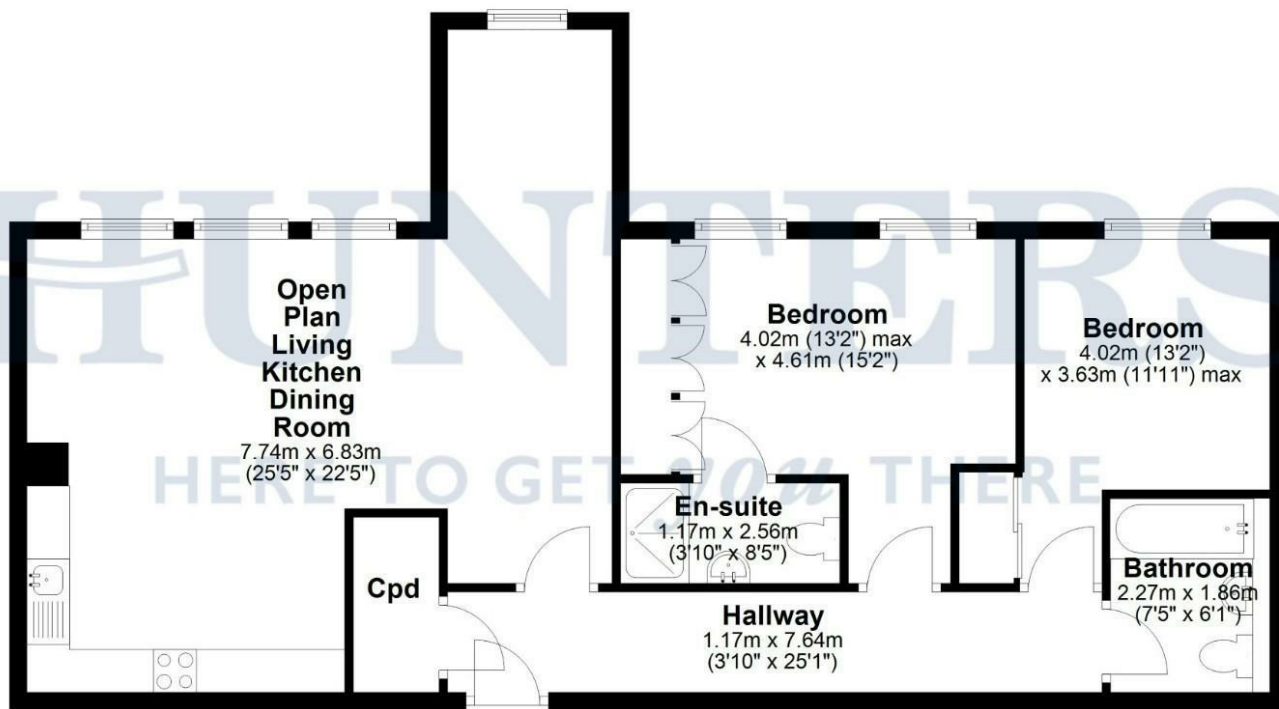 HUNTERS
HERE TO GET you THERE
Open
Plan
Living
Kitchen
Dining
Room
7.74m x 6.83m
(25'5" x 22'5")
Bedroom
4.02m (13'2") max
x 4.61m (15'2")
Bedroom
4.02m (13'2")
x 3.63m (11'11") max
En-suite
1.17m x 2.56m
(3'10" x 8'5")
Cpd
Bathroom
2.27m x 1.86m
(7'5" x 6'1")
Hallway
1.17m x 7.64m
(3'10" x 25'1")